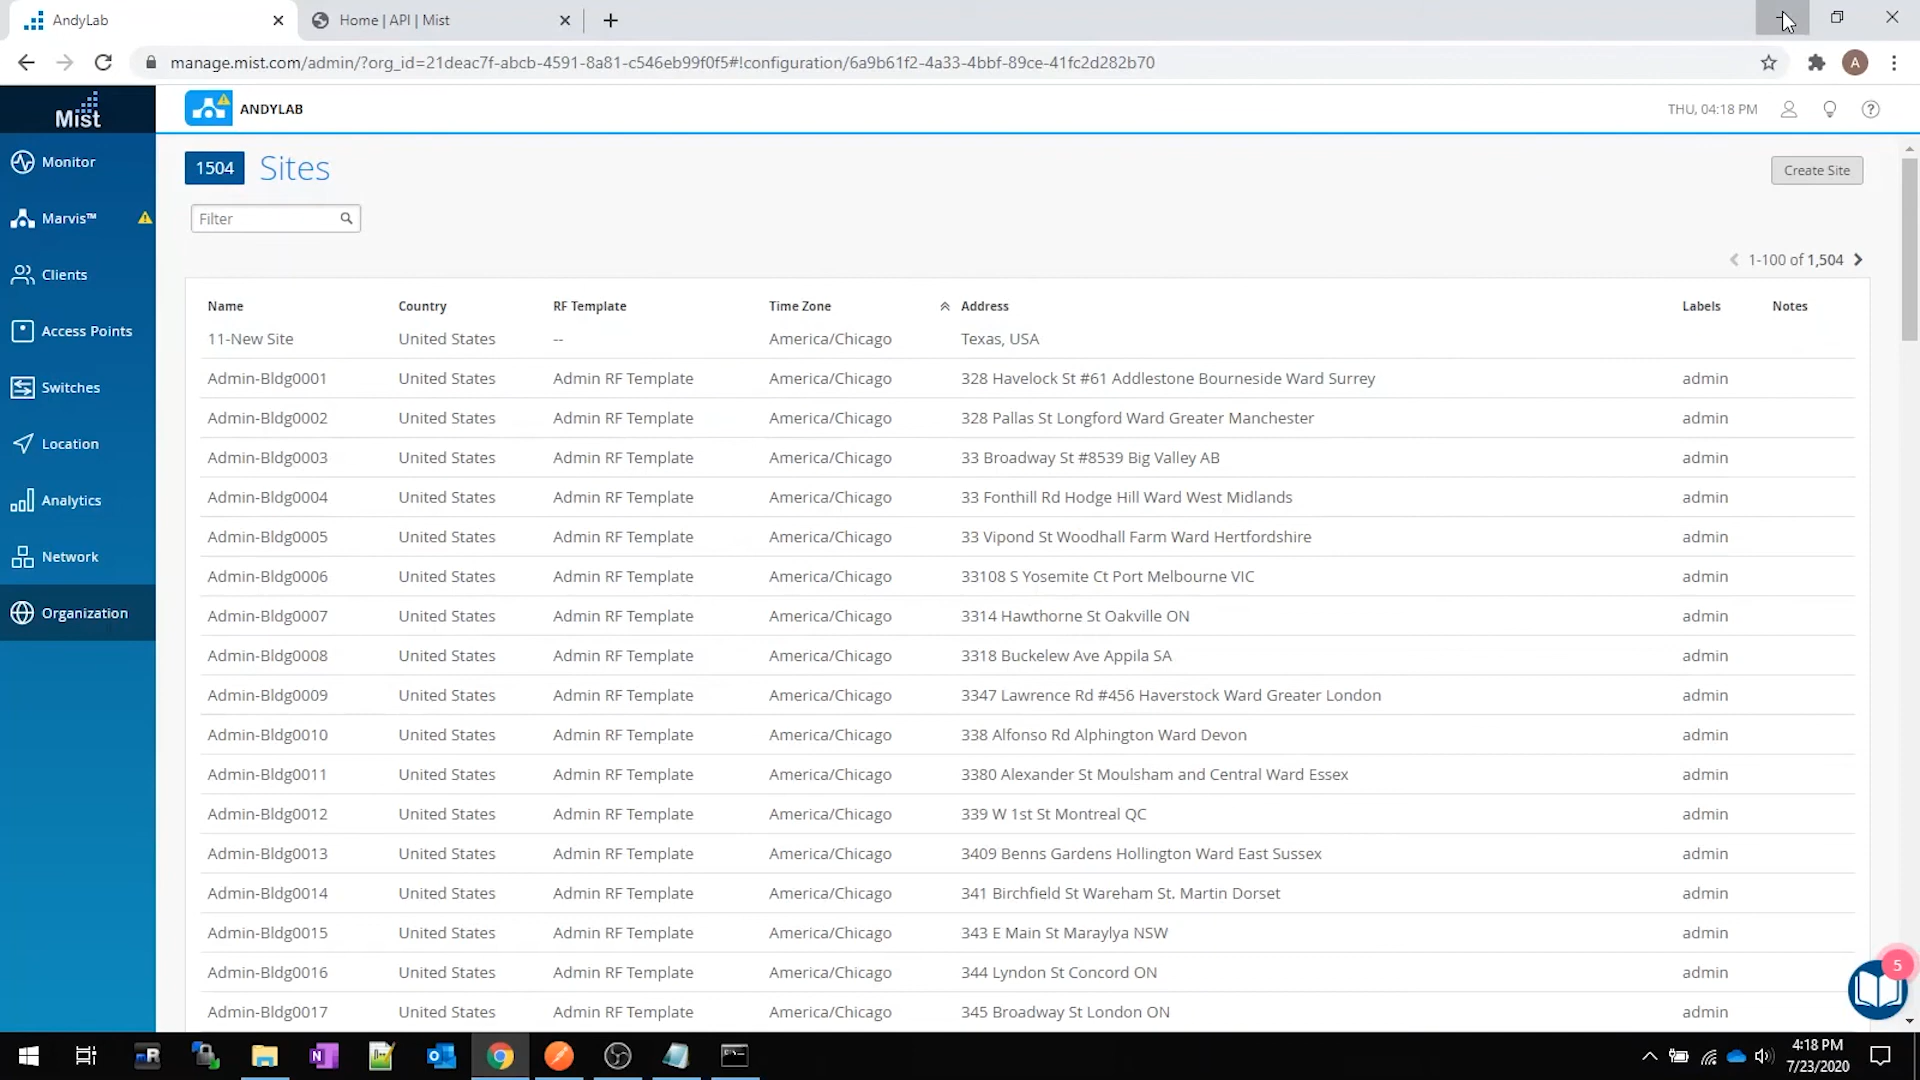 AndyLab
Home | API | Mist
manage.mist.com/admin/?org_id=21deac7f-abcb-4591-8a81-c546eb99f0f5#!configuration/6a9b61f2-4a33-4bbf-89ce-41fc2d282b70
A
Mist
ANDYLAB
THU, 04:18 PM
Monitor
Marvis™
Clients
Access Points
Switches
Location
Analytics
Network
Organization
1504 Sites
Create Site
Filter
1-100 of 1,504
Name Country RF Template Time Zone Address Labels Notes
11-New Site United States -- America/Chicago Texas, USA
Admin-Bldg0001 United States Admin RF Template America/Chicago 328 Havelock St #61 Addlestone Bourneside Ward Surrey admin
Admin-Bldg0002 United States Admin RF Template America/Chicago 328 Pallas St Longford Ward Greater Manchester admin
Admin-Bldg0003 United States Admin RF Template America/Chicago 33 Broadway St #8539 Big Valley AB admin
Admin-Bldg0004 United States Admin RF Template America/Chicago 33 Fonthill Rd Hodge Hill Ward West Midlands admin
Admin-Bldg0005 United States Admin RF Template America/Chicago 33 Vipond St Woodhall Farm Ward Hertfordshire admin
Admin-Bldg0006 United States Admin RF Template America/Chicago 33108 S Yosemite Ct Port Melbourne VIC admin
Admin-Bldg0007 United States Admin RF Template America/Chicago 3314 Hawthorne St Oakville ON admin
Admin-Bldg0008 United States Admin RF Template America/Chicago 3318 Buckelew Ave Appila SA admin
Admin-Bldg0009 United States Admin RF Template America/Chicago 3347 Lawrence Rd #456 Haverstock Ward Greater London admin
Admin-Bldg0010 United States Admin RF Template America/Chicago 338 Alfonso Rd Alphington Ward Devon admin
Admin-Bldg0011 United States Admin RF Template America/Chicago 3380 Alexander St Moulsham and Central Ward Essex admin
Admin-Bldg0012 United States Admin RF Template America/Chicago 339 W 1st St Montreal QC admin
Admin-Bldg0013 United States Admin RF Template America/Chicago 3409 Benns Gardens Hollington Ward East Sussex admin
Admin-Bldg0014 United States Admin RF Template America/Chicago 341 Birchfield St Wareham St. Martin Dorset admin
Admin-Bldg0015 United States Admin RF Template America/Chicago 343 E Main St Maraylya NSW admin
Admin-Bldg0016 United States Admin RF Template America/Chicago 344 Lyndon St Concord ON admin
Admin-Bldg0017 United States Admin RF Template America/Chicago 345 Broadway St London ON admin
5
4:18 PM
7/23/2020